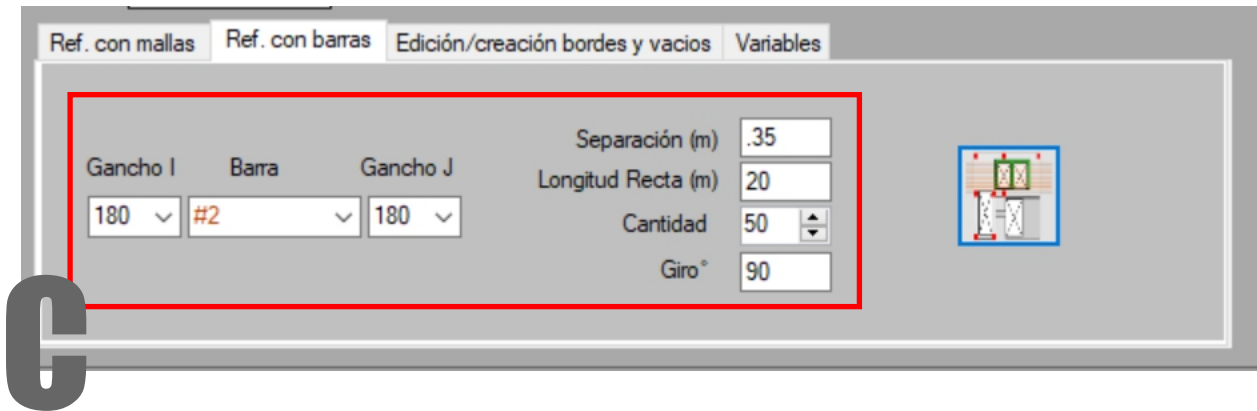 Ref. con mallas Ref. con barras Edición/creación bordes y vacios Variables
Separación (m) .35
Gancho I Barra Gancho J
Longitud Recta (m) 20
180 #2 180
Cantidad 50
Giro° 90
C